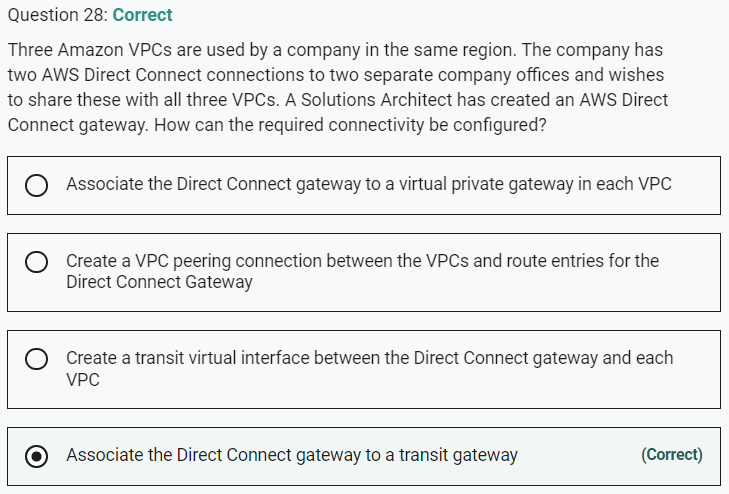 Question 28: Correct
Three Amazon VPCs are used by a company in the same region. The company has
two AWS Direct Connect connections to two separate company offices and wishes
to share these with all three VPCs. A Solutions Architect has created an AWS Direct
Connect gateway. How can the required connectivity be configured?
Associate the Direct Connect gateway to a virtual private gateway in each VPC
Create a VPC peering connection between the VPCs and route entries for the
Direct Connect Gateway
Create a transit virtual interface between the Direct Connect gateway and each
VPC
Associate the Direct Connect gateway to a transit gateway (Correct)